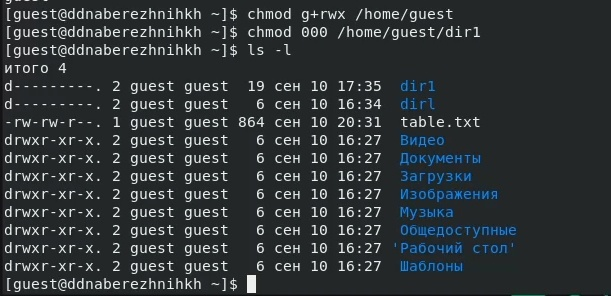 [guest@ddnaberezhnihkh ~]$ chmod g+rwx /home/guest
[guest@ddnaberezhnihkh ~]$ chmod 000 /home/guest/dir1
[guest@ddnaberezhnihkh ~]$ ls -l
итого 4
d---------. 2 guest guest  19 сен 10 17:35  dir1
d---------. 2 guest guest   6 сен 10 16:34  dirl
-rw-rw-r--. 1 guest guest 864 сен 10 20:31  table.txt
drwxr-xr-x. 2 guest guest   6 сен 10 16:27  Видео
drwxr-xr-x. 2 guest guest   6 сен 10 16:27  Документы
drwxr-xr-x. 2 guest guest   6 сен 10 16:27  Загрузки
drwxr-xr-x. 2 guest guest   6 сен 10 16:27  Изображения
drwxr-xr-x. 2 guest guest   6 сен 10 16:27  Музыка
drwxr-xr-x. 2 guest guest   6 сен 10 16:27  Общедоступные
drwxr-xr-x. 2 guest guest   6 сен 10 16:27 'Рабочий стол'
drwxr-xr-x. 2 guest guest   6 сен 10 16:27  Шаблоны
[guest@ddnaberezhnihkh ~]$